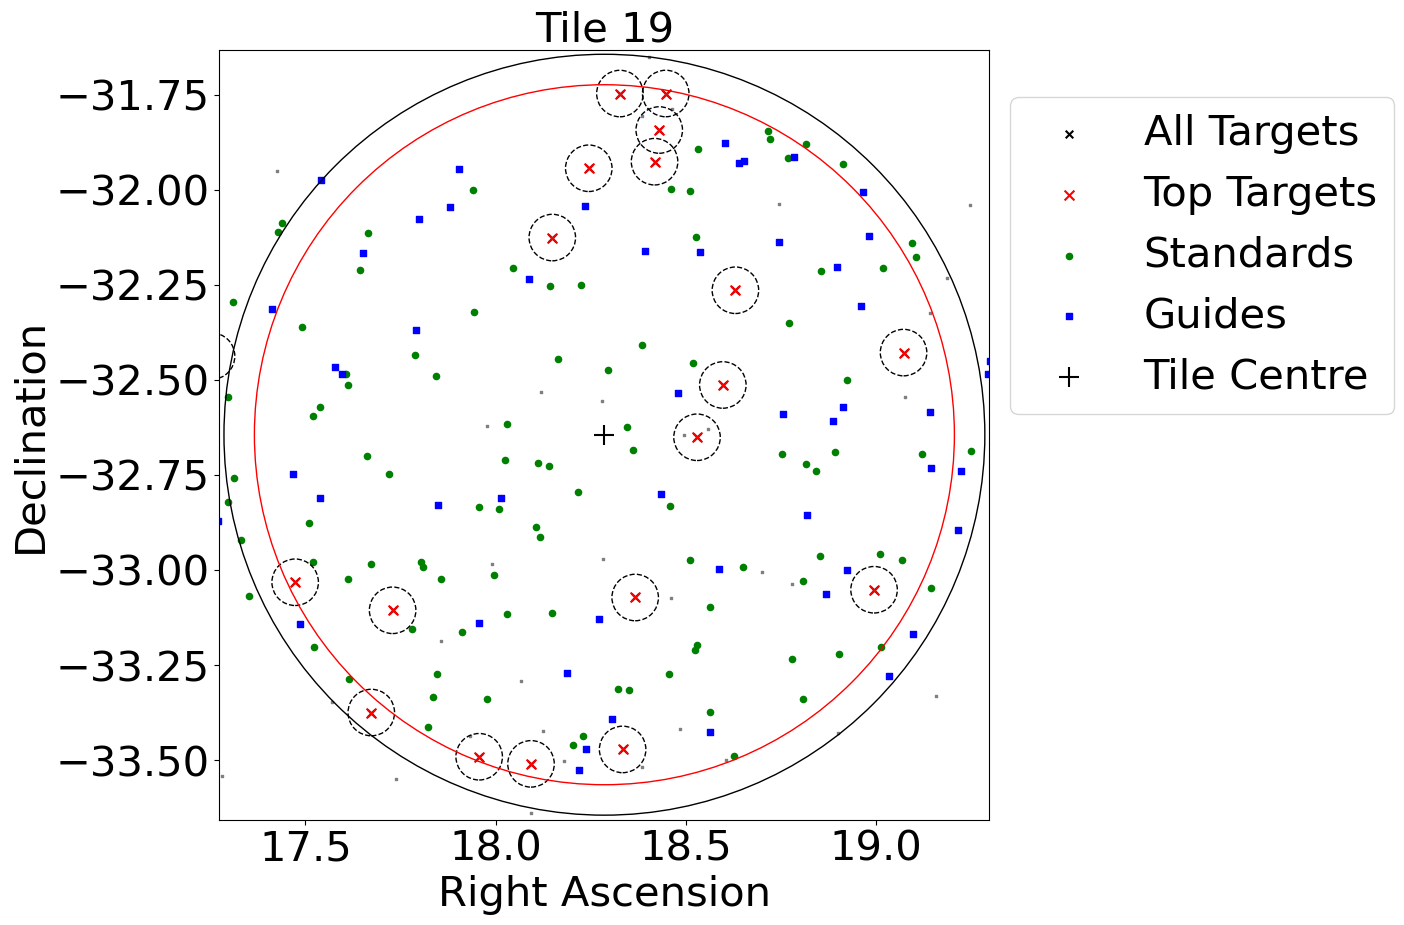 Tile 19
−31.75
−32.00
−32.25
−32.50
−32.75
−33.00
−33.25
−33.50
Declination
17.5 18.0 18.5 19.0
Right Ascension
All Targets
Top Targets
Standards
Guides
Tile Centre